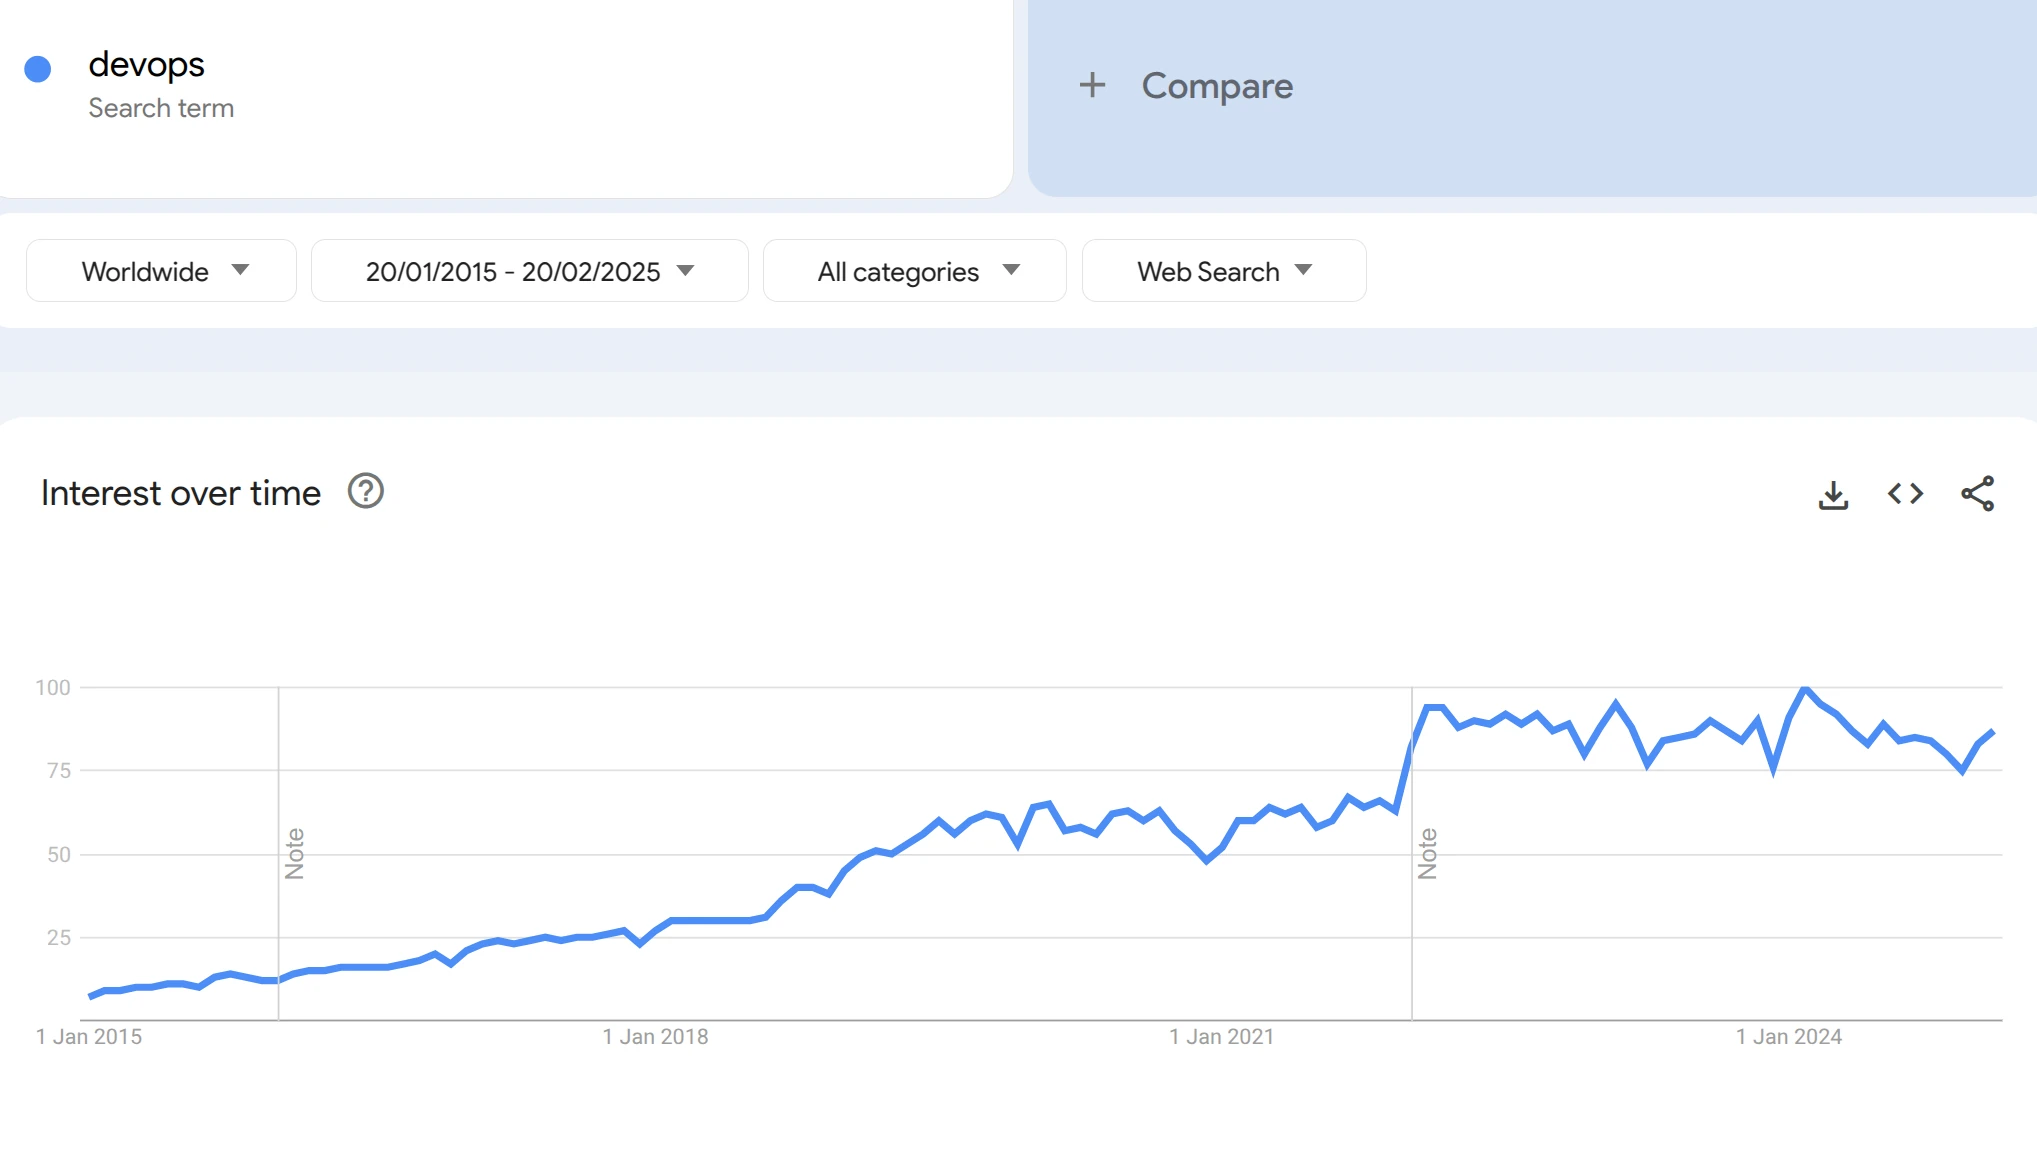 devops
Search term
+ Compare
Worldwide
20/01/2015 - 20/02/2025
All categories
Web Search
Interest over time ?
100
75
50
25
Note
Note
1 Jan 2015
1 Jan 2018
1 Jan 2021
1 Jan 2024